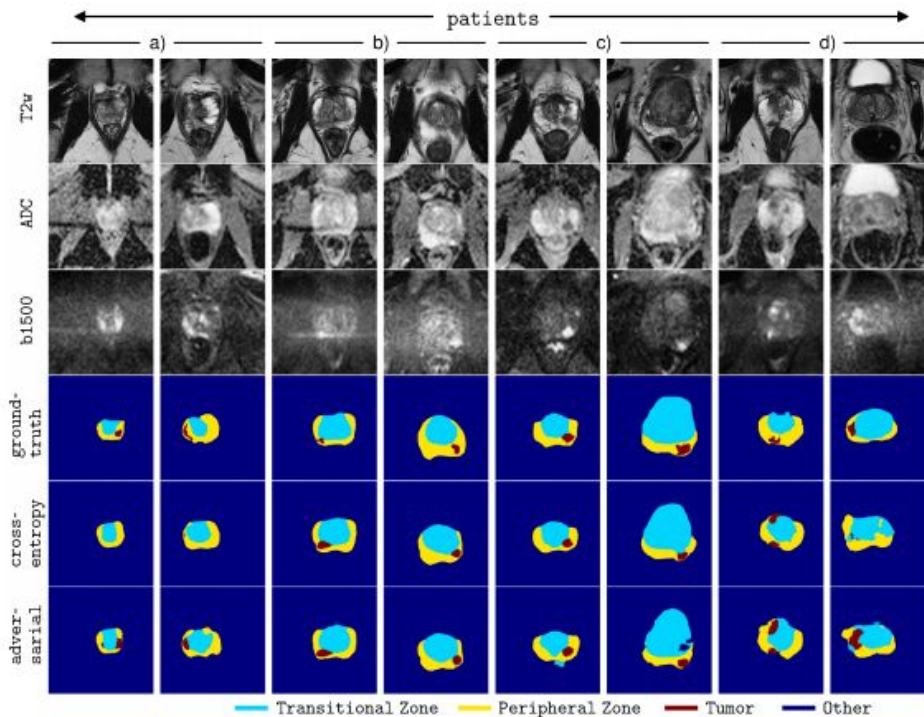 patients
a) b) c) d)
T2w
ADC
b1500
ground-
truth
cross-
entropy
adver-
sarial
Transitional Zone Peripheral Zone Tumor Other